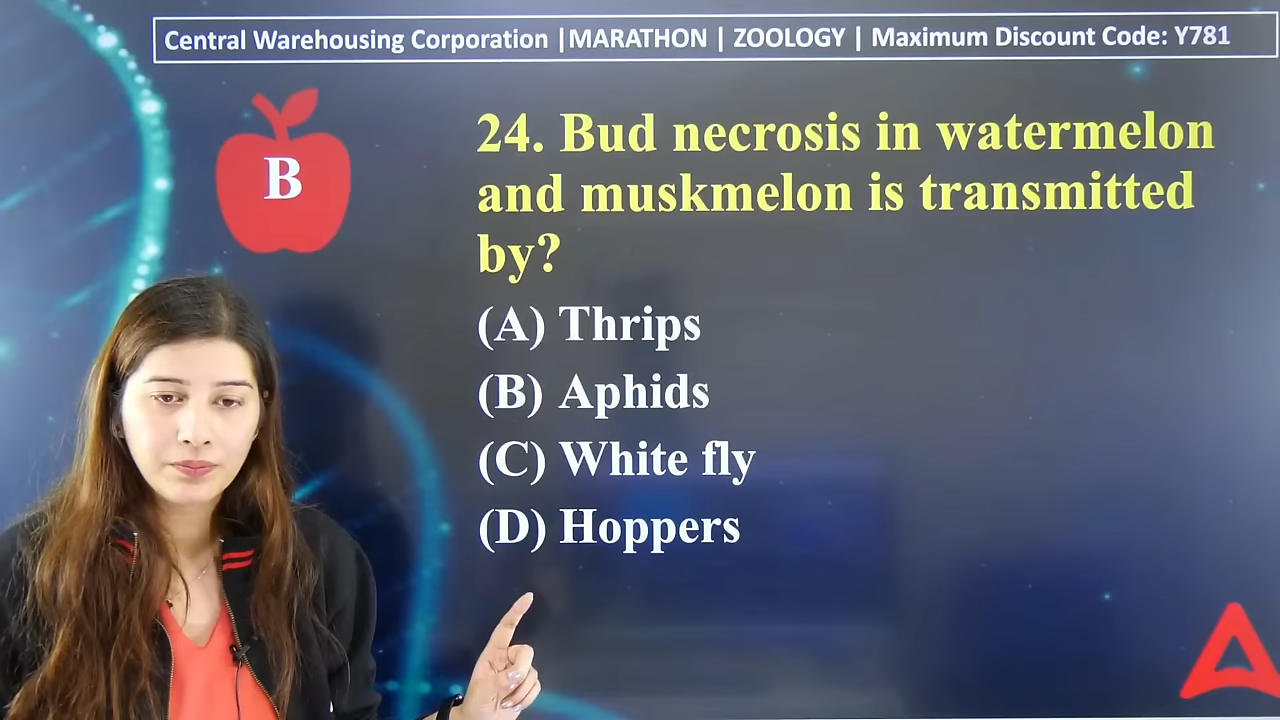 Central Warehousing Corporation |MARATHON | ZOOLOGY | Maximum Discount Code: Y781
B
24. Bud necrosis in watermelon
and muskmelon is transmitted
by?
(A) Thrips
(B) Aphids
(C) White fly
(D) Hoppers